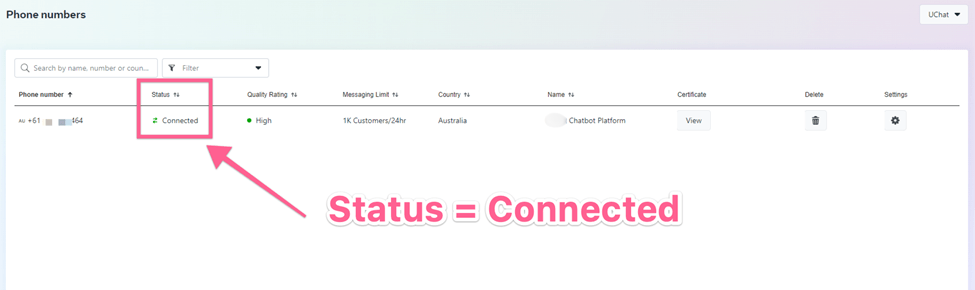 Phone numbers
UChat
Search by name, number or coun...
Filter
Phone number Status Quality Rating Messaging Limit Country Name Certificate Delete Settings
AU +61 464 Connected High 1K Customers/24hr Australia Chatbot Platform View
Status = Connected